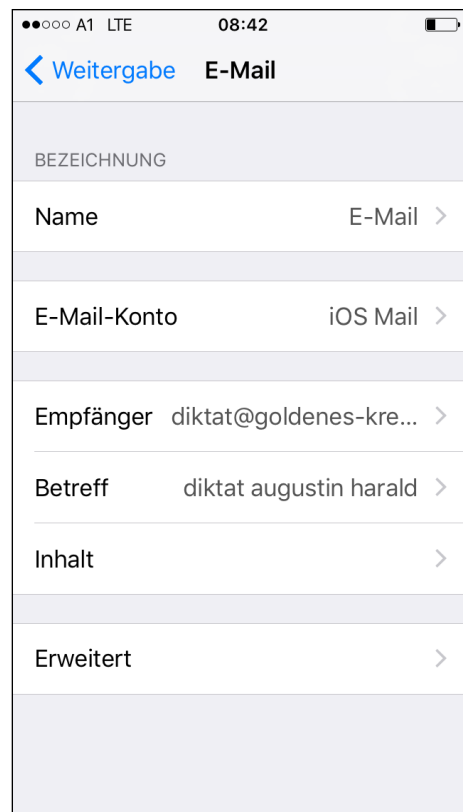 A1 LTE 08:42
Weitergabe E-Mail
BEZEICHNUNG
Name E-Mail
E-Mail-Konto iOS Mail
Empfänger diktat@goldenes-kre...
Betreff diktat augustin harald
Inhalt
Erweitert